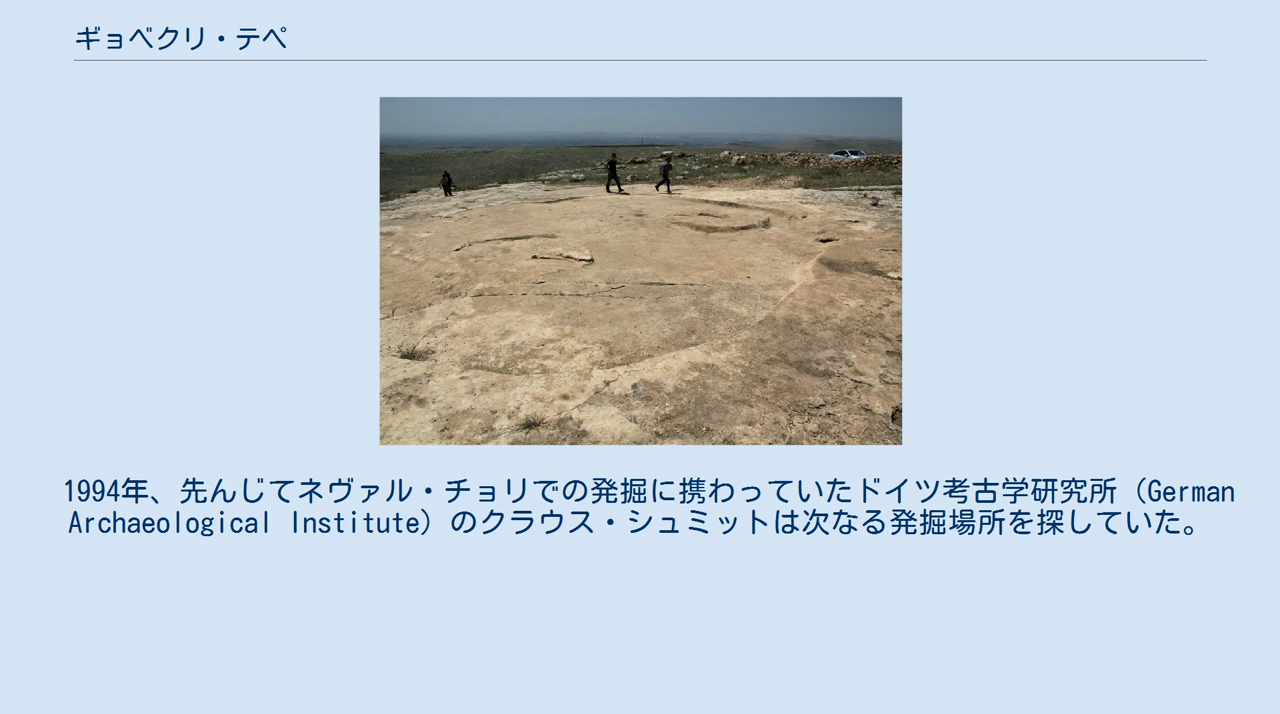 ギョベクリ・テペ
1994年、先んじてネヴァル・チョリでの発掘に携わっていたドイツ考古学研究所（German
Archaeological Institute）のクラウス・シュミットは次なる発掘場所を探していた。